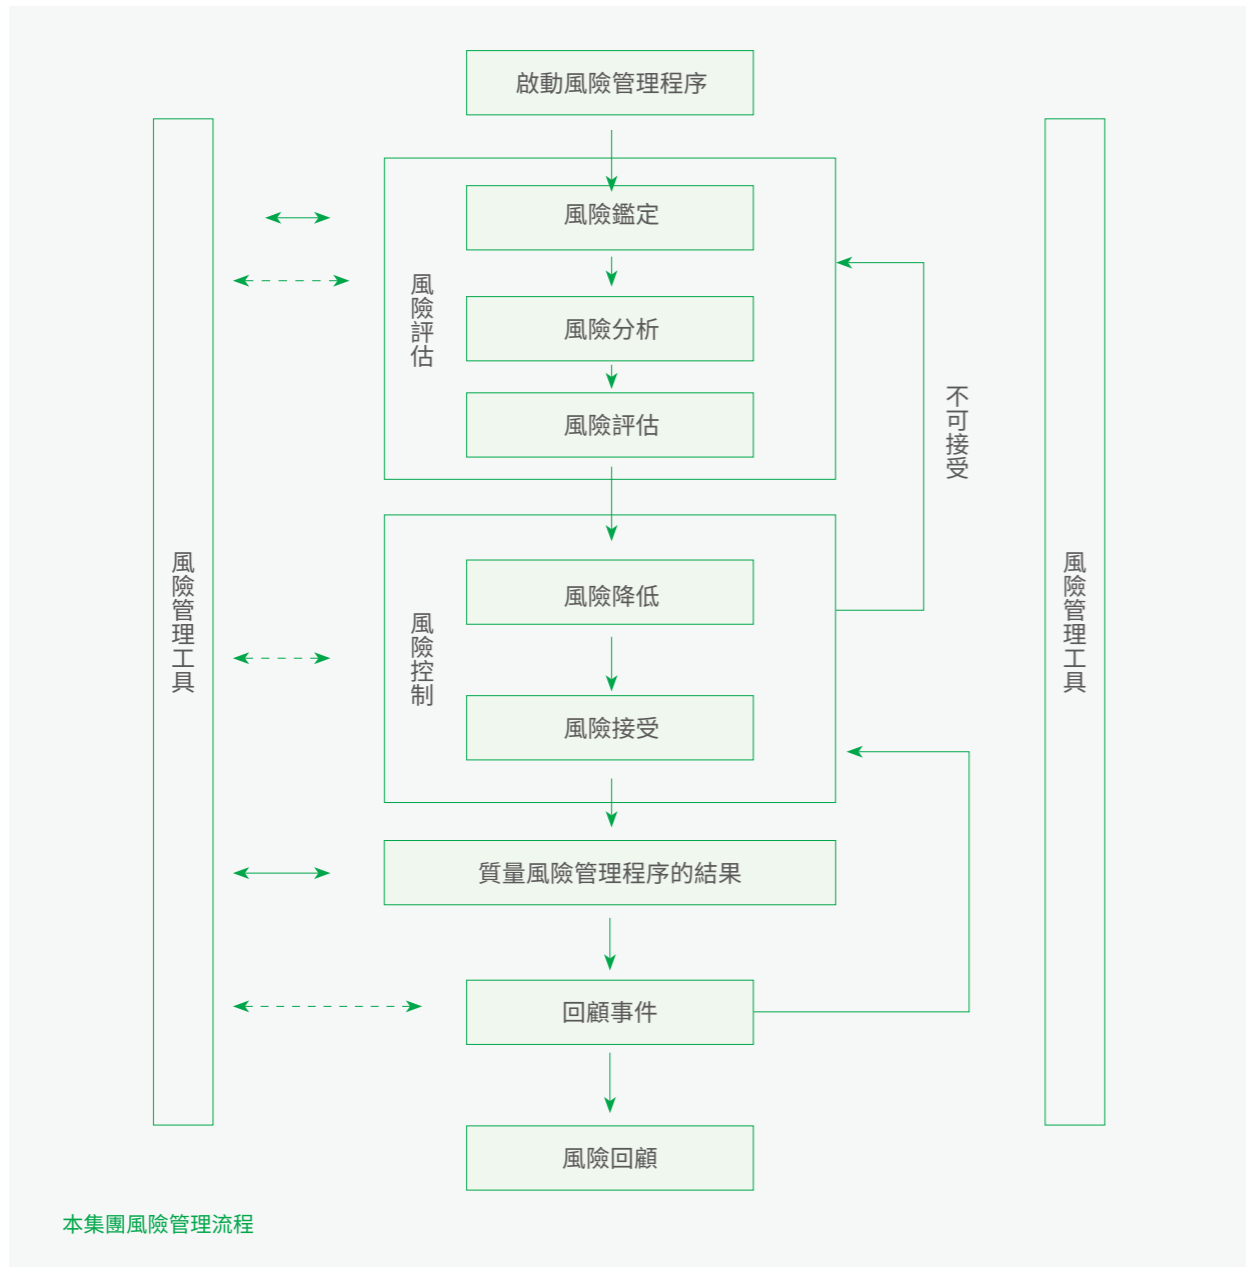 啟動風險管理程序
風險鑑定
風險評估
風險分析
風險評估
不可接受
風險管理工具
風險管理工具
風險降低
風險控制
風險接受
質量風險管理程序的結果
回顧事件
風險回顧
本集團風險管理流程